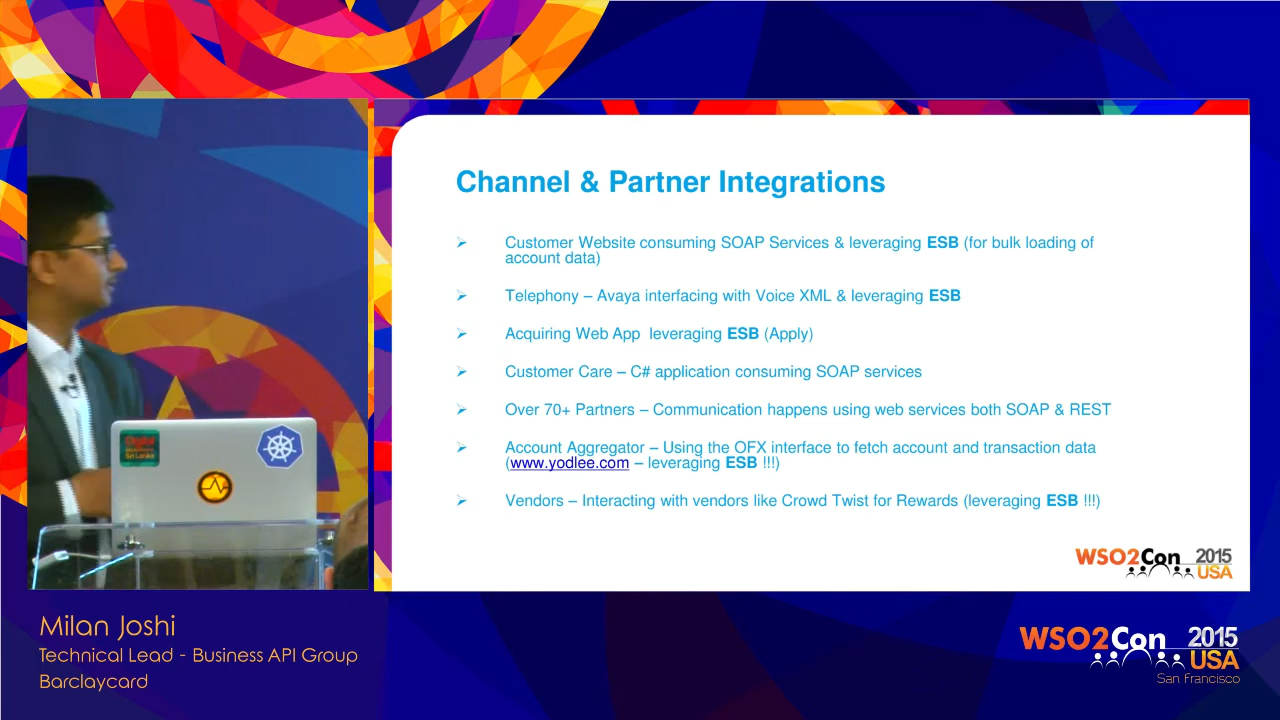 Channel & Partner Integrations
➢ Customer Website consuming SOAP Services & leveraging ESB (for bulk loading of
account data)
➢ Telephony – Avaya interfacing with Voice XML & leveraging ESB
➢ Acquiring Web App leveraging ESB (Apply)
➢ Customer Care – C# application consuming SOAP services
➢ Over 70+ Partners – Communication happens using web services both SOAP & REST
➢ Account Aggregator – Using the OFX interface to fetch account and transaction data
(www.yodlee.com – leveraging ESB !!!)
➢ Vendors – Interacting with vendors like Crowd Twist for Rewards (leveraging ESB !!!)
WSO2Con 2015
USA
Milan Joshi
Technical Lead - Business API Group
Barclaycard
WSO2Con 2015
USA
San Francisco